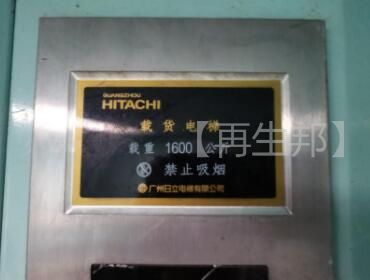 GUANGZHOU
HITACHI
载货电梯
载重 1600 公斤
禁止吸烟
广州日立电梯有限公司
【再生邦】